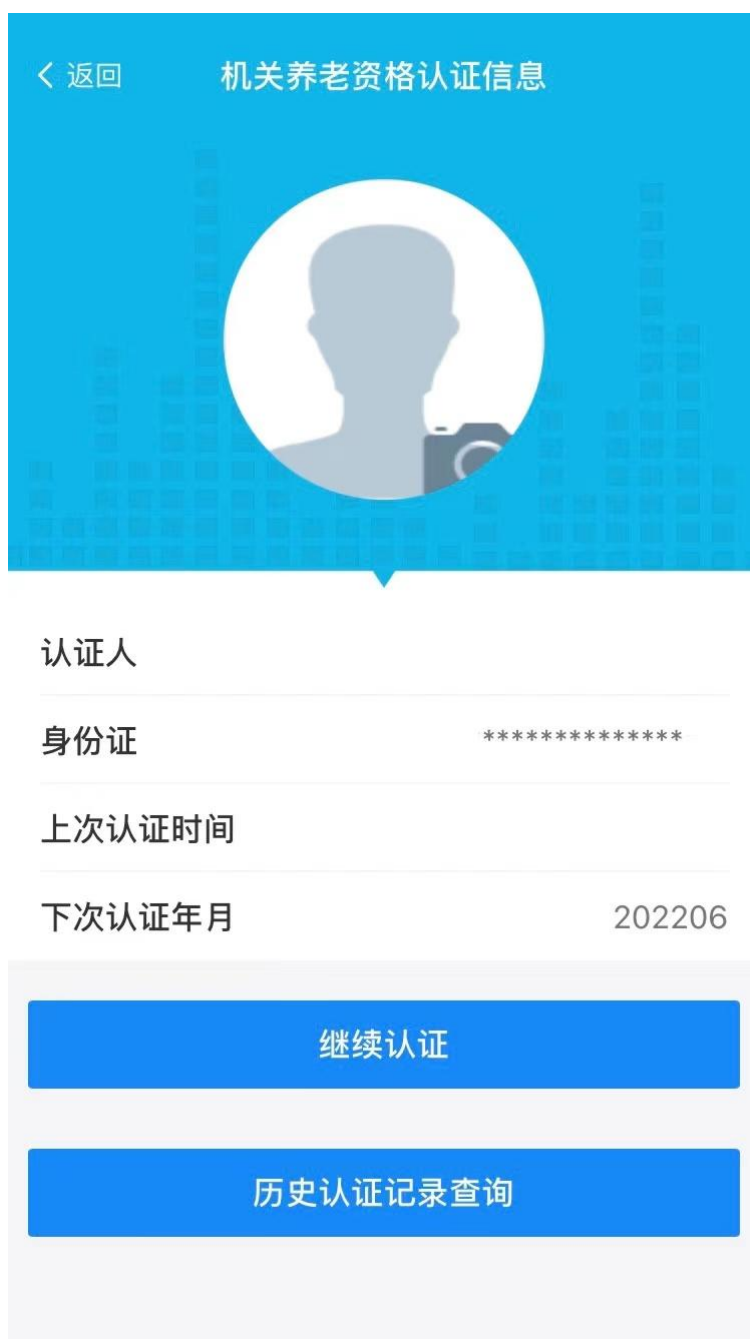 返回 机关养老资格认证信息
认证人
身份证 **************
上次认证时间
下次认证年月 202206
继续认证
历史认证记录查询